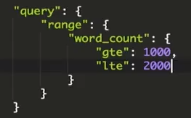 "query": {
"range": {
"word_count": {
"gte": 1000,
"lte": 2000
}
}
}